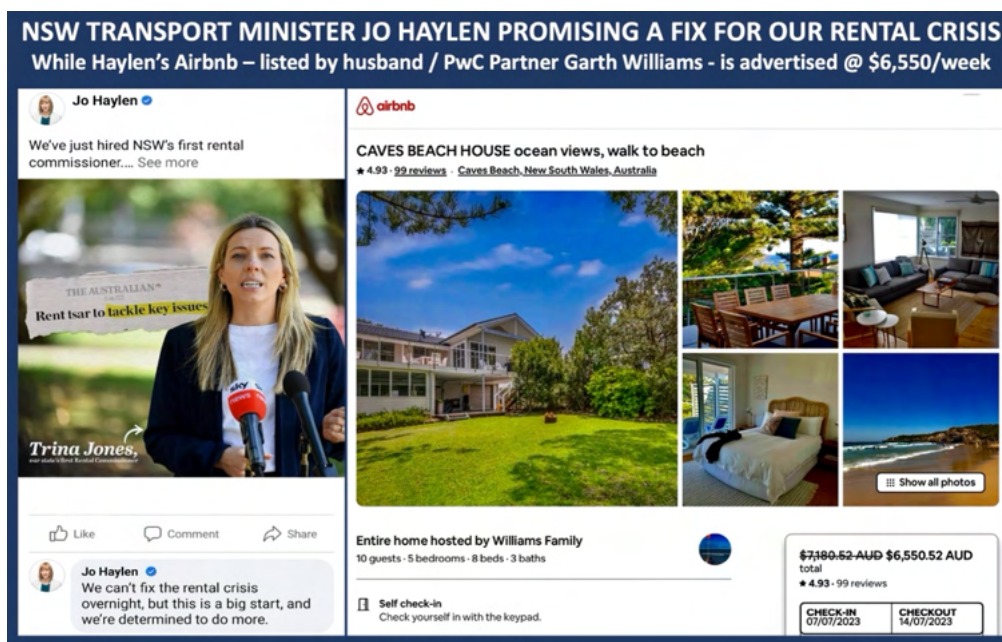 NSW TRANSPORT MINISTER JO HAYLEN PROMISING A FIX FOR OUR RENTAL CRISIS
While Haylen's Airbnb – listed by husband / PwC Partner Garth Williams - is advertised @ $6,550/week
Jo Haylen
We've just hired NSW's first rental
commissioner.... See more
THE AUSTRALIAN
Rent tsar to tackle key issues
sky
news
Trina Jones,
our state's first Rental Commissioner
Like Comment Share
Jo Haylen
We can't fix the rental crisis
overnight, but this is a big start, and
we're determined to do more.
airbnb
CAVES BEACH HOUSE ocean views, walk to beach
★ 4.93 · 99 reviews · Caves Beach, New South Wales, Australia
Show all photos
Entire home hosted by Williams Family
10 guests · 5 bedrooms · 8 beds · 3 baths
Self check-in
Check yourself in with the keypad.
$7,180.52 AUD $6,550.52 AUD
total
★ 4.93 · 99 reviews
CHECK-IN CHECKOUT
07/07/2023 14/07/2023